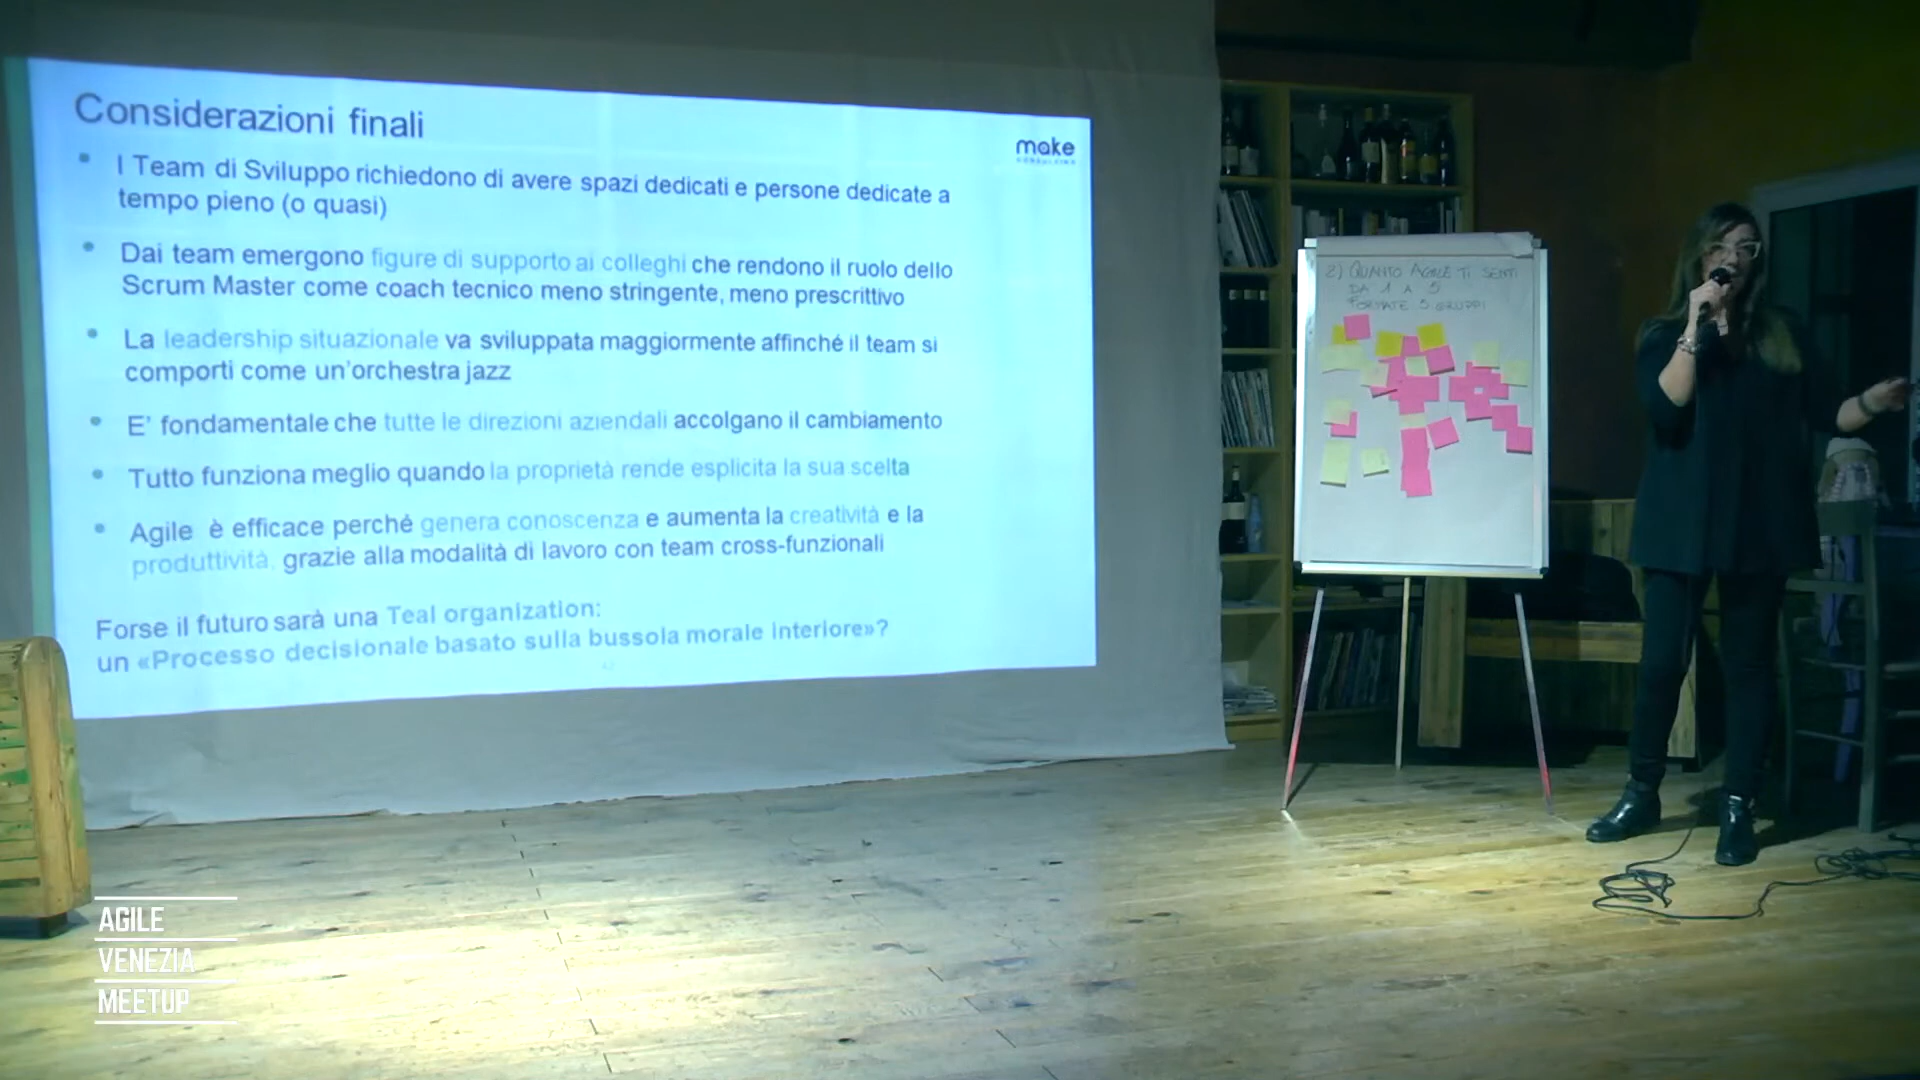 Considerazioni finali
make
I Team di Sviluppo richiedono di avere spazi dedicati e persone dedicate a
tempo pieno (o quasi)
Dai team emergono figure di supporto ai colleghi che rendono il ruolo dello
Scrum Master come coach tecnico meno stringente, meno prescrittivo
La leadership situazionale va sviluppata maggiormente affinché il team si
comporti come un'orchestra jazz
E' fondamentale che tutte le direzioni aziendali accolgano il cambiamento
Tutto funziona meglio quando la proprietà rende esplicita la sua scelta
Agile è efficace perché genera conoscenza e aumenta la creatività e la
produttività, grazie alla modalità di lavoro con team cross-funzionali
Forse il futuro sarà una Teal organization:
un «Processo decisionale basato sulla bussola morale interiore»?
2) QUANTO AGILE TI SENTI
DA 1 A 5
FORMATE 5 GRUPPI
AGILE
VENEZIA
MEETUP